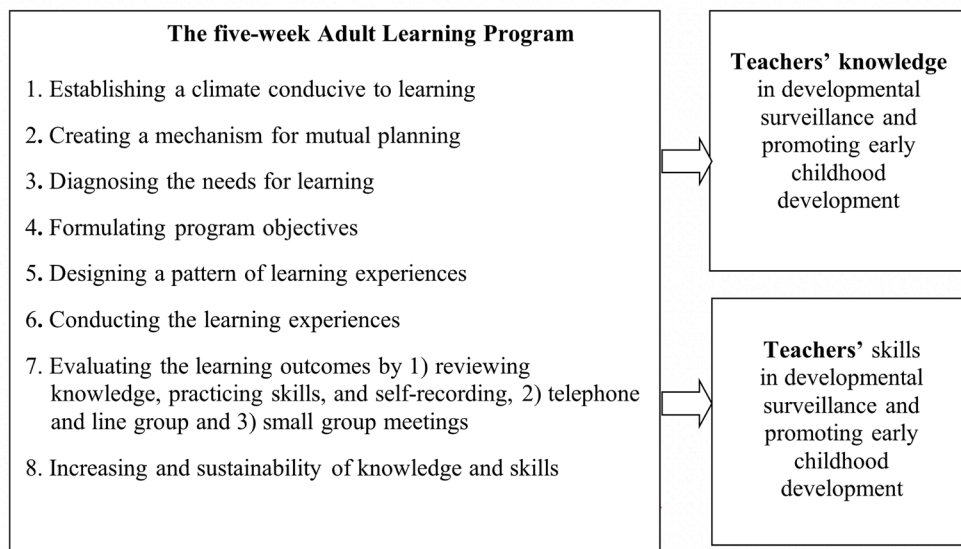 The five-week Adult Learning Program
1. Establishing a climate conducive to learning
2. Creating a mechanism for mutual planning
3. Diagnosing the needs for learning
4. Formulating program objectives
5. Designing a pattern of learning experiences
6. Conducting the learning experiences
7. Evaluating the learning outcomes by 1) reviewing
knowledge, practicing skills, and self-recording, 2) telephone
and line group and 3) small group meetings
8. Increasing and sustainability of knowledge and skills
Teachers’ knowledge
in developmental
surveillance and
promoting early
childhood
development
Teachers’ skills
in developmental
surveillance and
promoting early
childhood
development